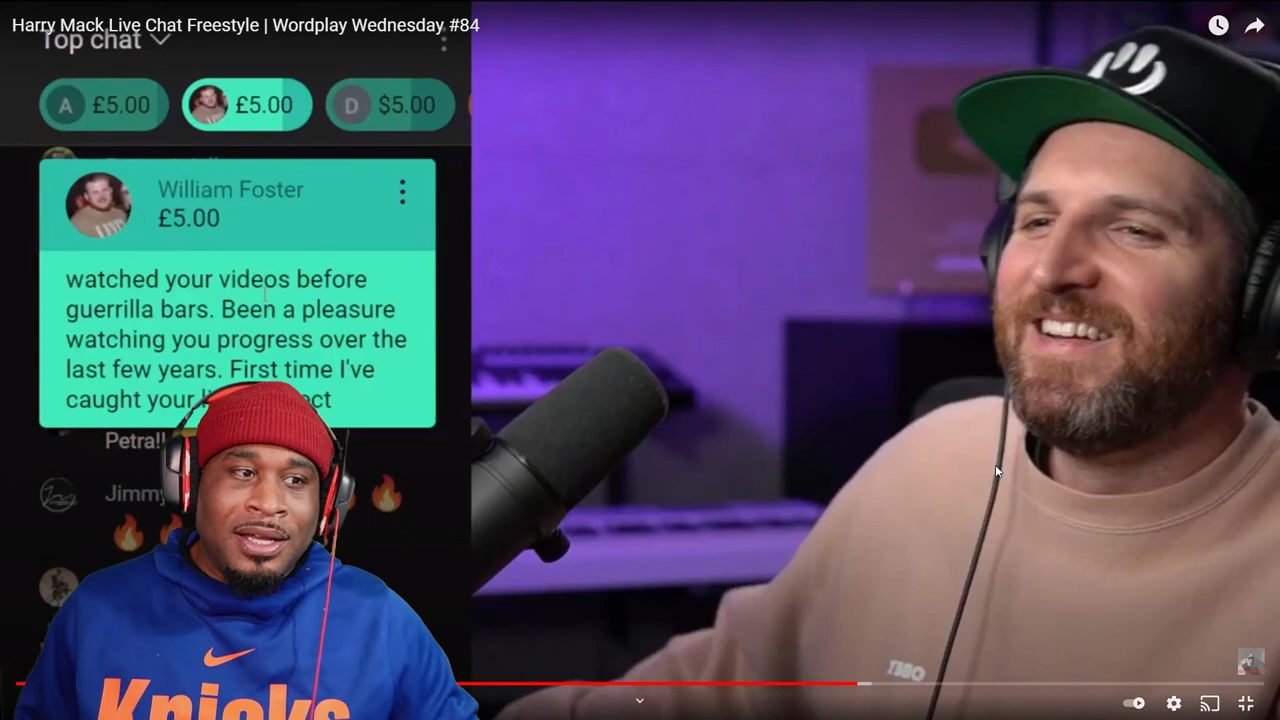 Harry Mack Live Chat Freestyle | Wordplay Wednesday #84
Top chat
A £5.00 £5.00 D $5.00
William Foster
£5.00
watched your videos before
guerrilla bars. Been a pleasure
watching you progress over the
last few years. First time I've
caught your
Petra!!
Jimmy
OBEY
Knicks